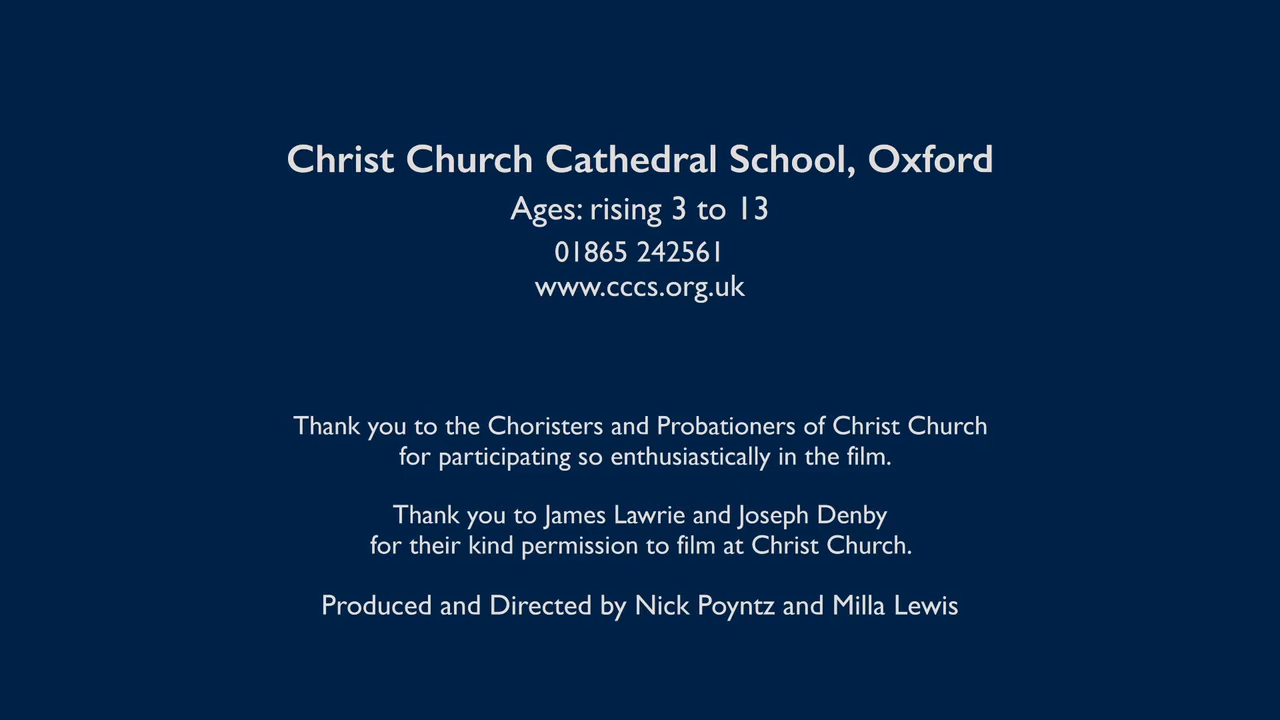 Christ Church Cathedral School, Oxford
Ages: rising 3 to 13
01865 242561
www.cccs.org.uk
Thank you to the Choristers and Probationers of Christ Church
for participating so enthusiastically in the film.
Thank you to James Lawrie and Joseph Denby
for their kind permission to film at Christ Church.
Produced and Directed by Nick Poyntz and Milla Lewis